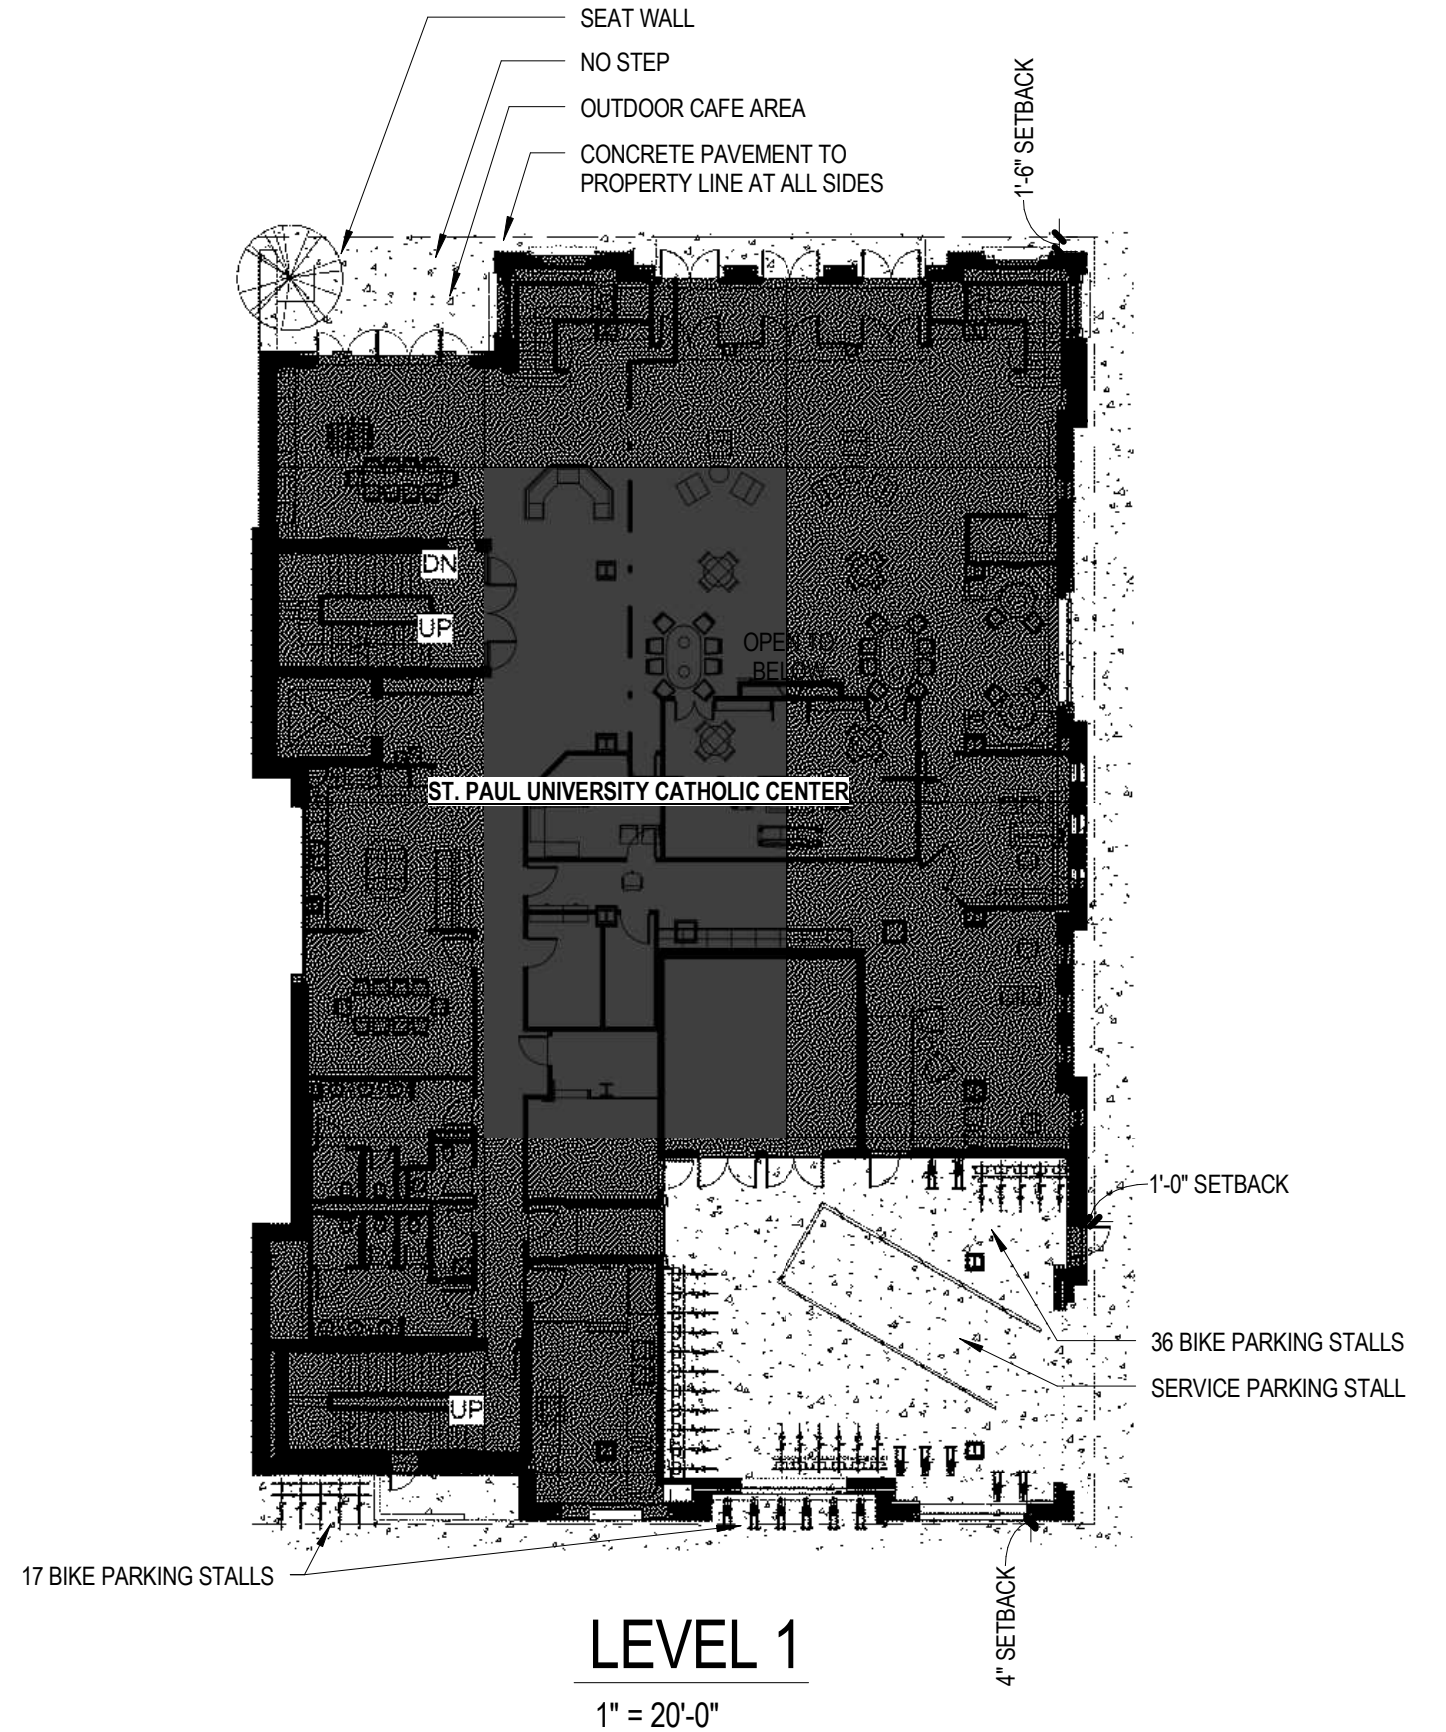 SEAT WALL
NO STEP
OUTDOOR CAFE AREA
CONCRETE PAVEMENT TO
PROPERTY LINE AT ALL SIDES
1'-6" SETBACK
DN
UP
OPEN TO
BELOW
ST. PAUL UNIVERSITY CATHOLIC CENTER
1'-0" SETBACK
36 BIKE PARKING STALLS
SERVICE PARKING STALL
UP
17 BIKE PARKING STALLS
4" SETBACK
LEVEL 1
1" = 20'-0"